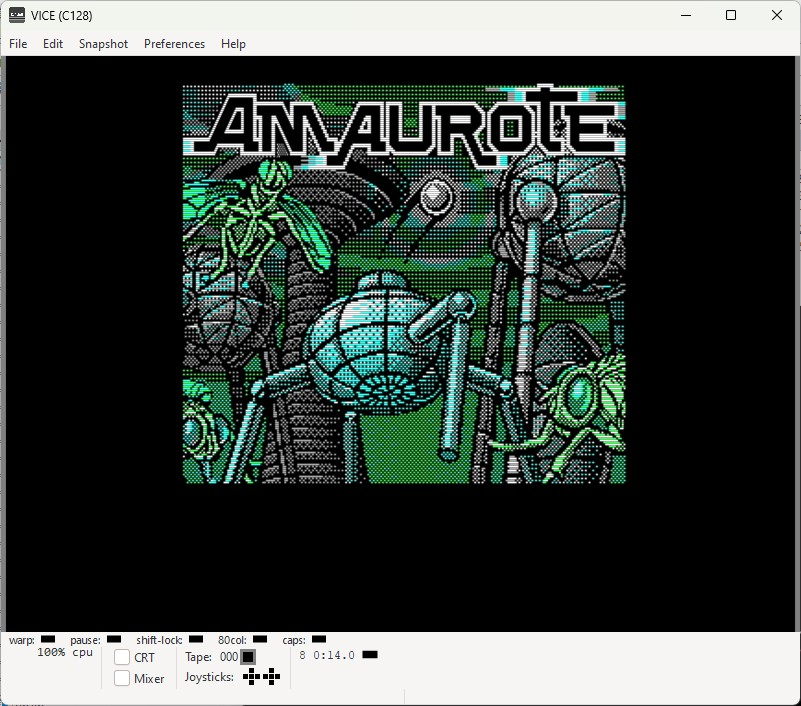 VICE (C128)
File Edit Snapshot Preferences Help
AMAUROTE
warp: pause: shift-lock: 80col: caps:
100% cpu
CRT
Mixer
Tape: 000
Joysticks:
8 0:14.0